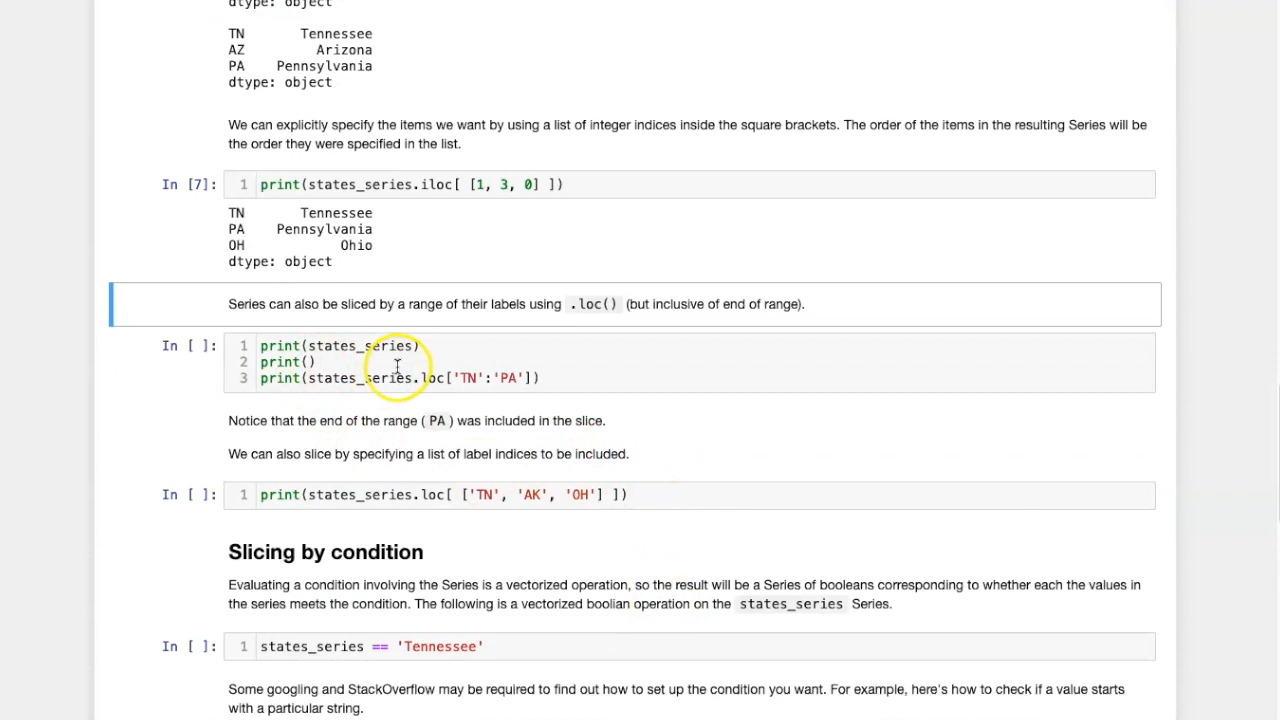 dtype: object
TN Tennessee
AZ Arizona
PA Pennsylvania
dtype: object
We can explicitly specify the items we want by using a list of integer indices inside the square brackets. The order of the items in the resulting Series will be
the order they were specified in the list.
In [7]: 1 print(states_series.iloc[ [1, 3, 0] ])
TN Tennessee
PA Pennsylvania
OH Ohio
dtype: object
Series can also be sliced by a range of their labels using .loc() (but inclusive of end of range).
In [ ]: 1 print(states_series)
2 print()
3 print(states_series.loc['TN':'PA'])
Notice that the end of the range ( PA ) was included in the slice.
We can also slice by specifying a list of label indices to be included.
In [ ]: 1 print(states_series.loc[ ['TN', 'AK', 'OH'] ])
Slicing by condition
Evaluating a condition involving the Series is a vectorized operation, so the result will be a Series of booleans corresponding to whether each the values in
the series meets the condition. The following is a vectorized boolian operation on the states_series Series.
In [ ]: 1 states_series == 'Tennessee'
Some googling and StackOverflow may be required to find out how to set up the condition you want. For example, here's how to check if a value starts
with a particular string.